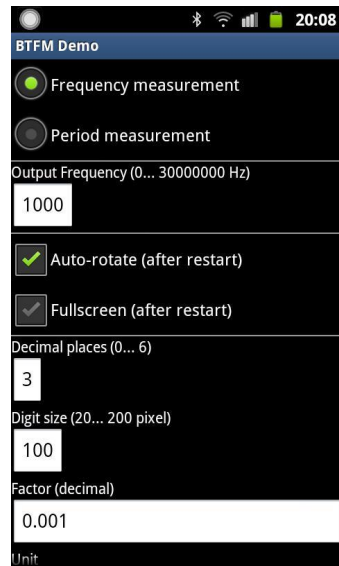 20:08
BTFM Demo
Frequency measurement
Period measurement
Output Frequency (0... 30000000 Hz)
1000
Auto-rotate (after restart)
Fullscreen (after restart)
Decimal places (0... 6)
3
Digit size (20... 200 pixel)
100
Factor (decimal)
0.001
Unit